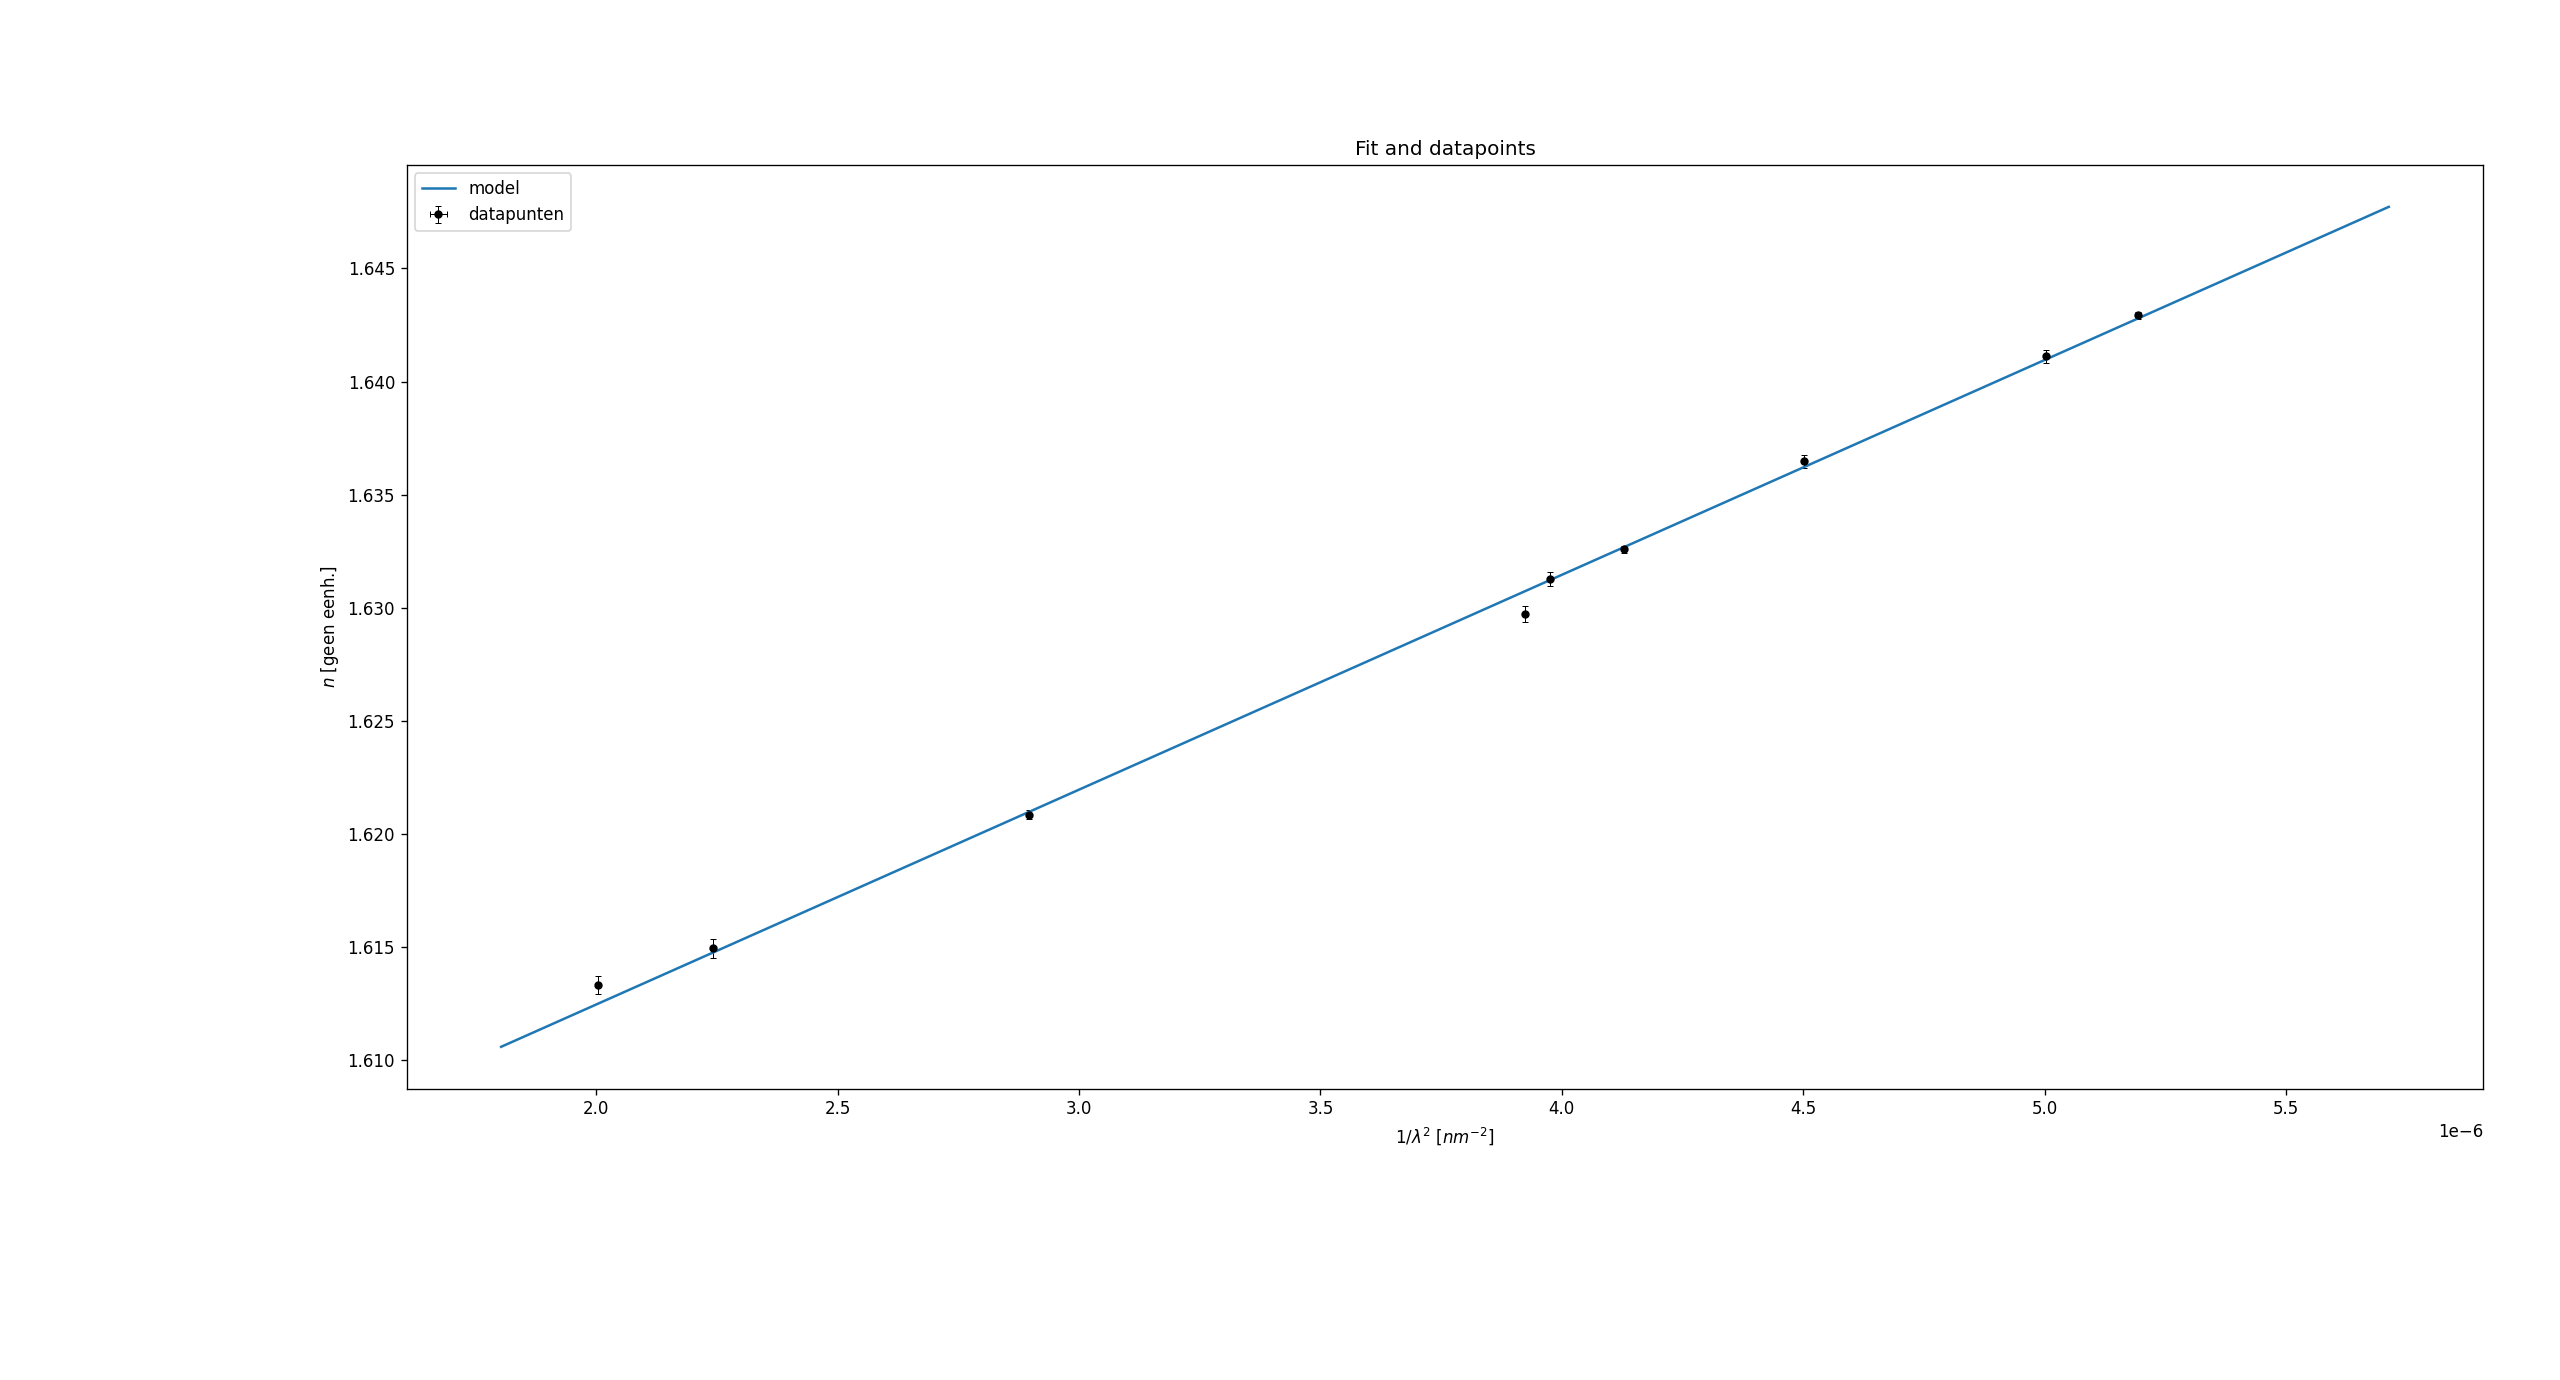 Fit and datapoints
model
datapunten
1.645
1.640
1.635
1.630
1.625
1.620
1.615
1.610
n [geen eenh.]
2.0 2.5 3.0 3.5 4.0 4.5 5.0 5.5
1e−6
1/λ² [nm⁻²]